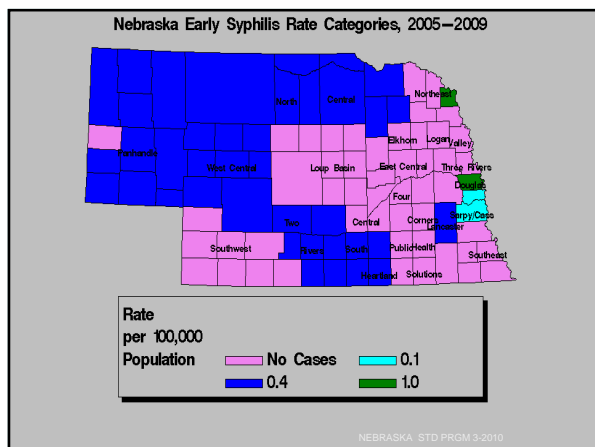 Nebraska Early Syphilis Rate Categories, 2005–2009
North Central
Northeast
Elkhorn Logan Valley
Panhandle
West Central
Loup Basin
East Central
Three Rivers
Douglas
Four
Corners
Sarpy/Cass
Lancaster
Two
Rivers
Central
Southwest
South
Heartland
Public Health
Solutions
Southeast
Rate
per 100,000
Population No Cases 0.1
0.4 1.0
NEBRASKA STD PRGM 3-2010